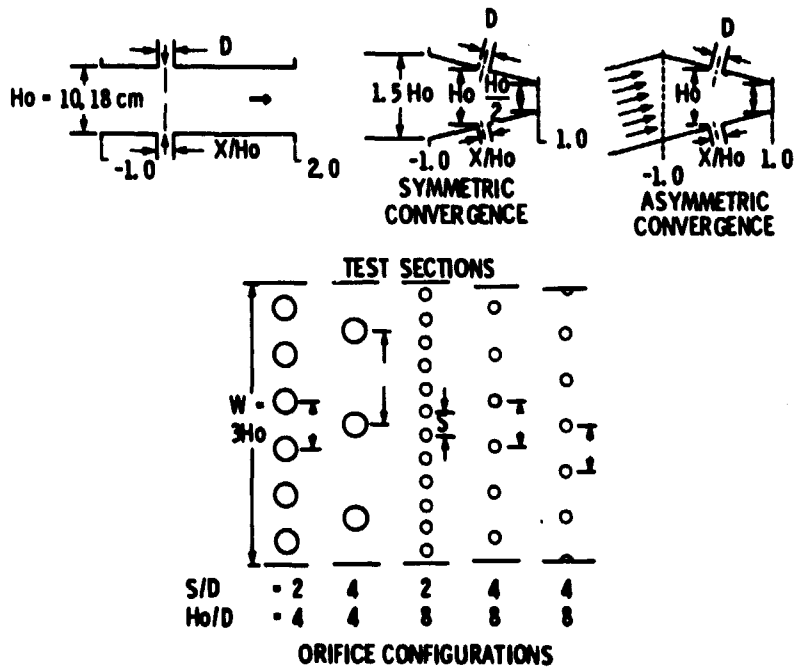 D
Ho = 10, 18 cm
X/Ho
-1.0
2.0
D
1.5 Ho
Ho
Ho
2
1.0
-1.0 X/Ho
SYMMETRIC
CONVERGENCE
D
Ho
X/Ho
1.0
-1.0
ASYMMETRIC
CONVERGENCE
TEST SECTIONS
W =
3Ho
S
S/D = 2 4 2 4 4
Ho/D = 4 4 8 8 8
ORIFICE CONFIGURATIONS